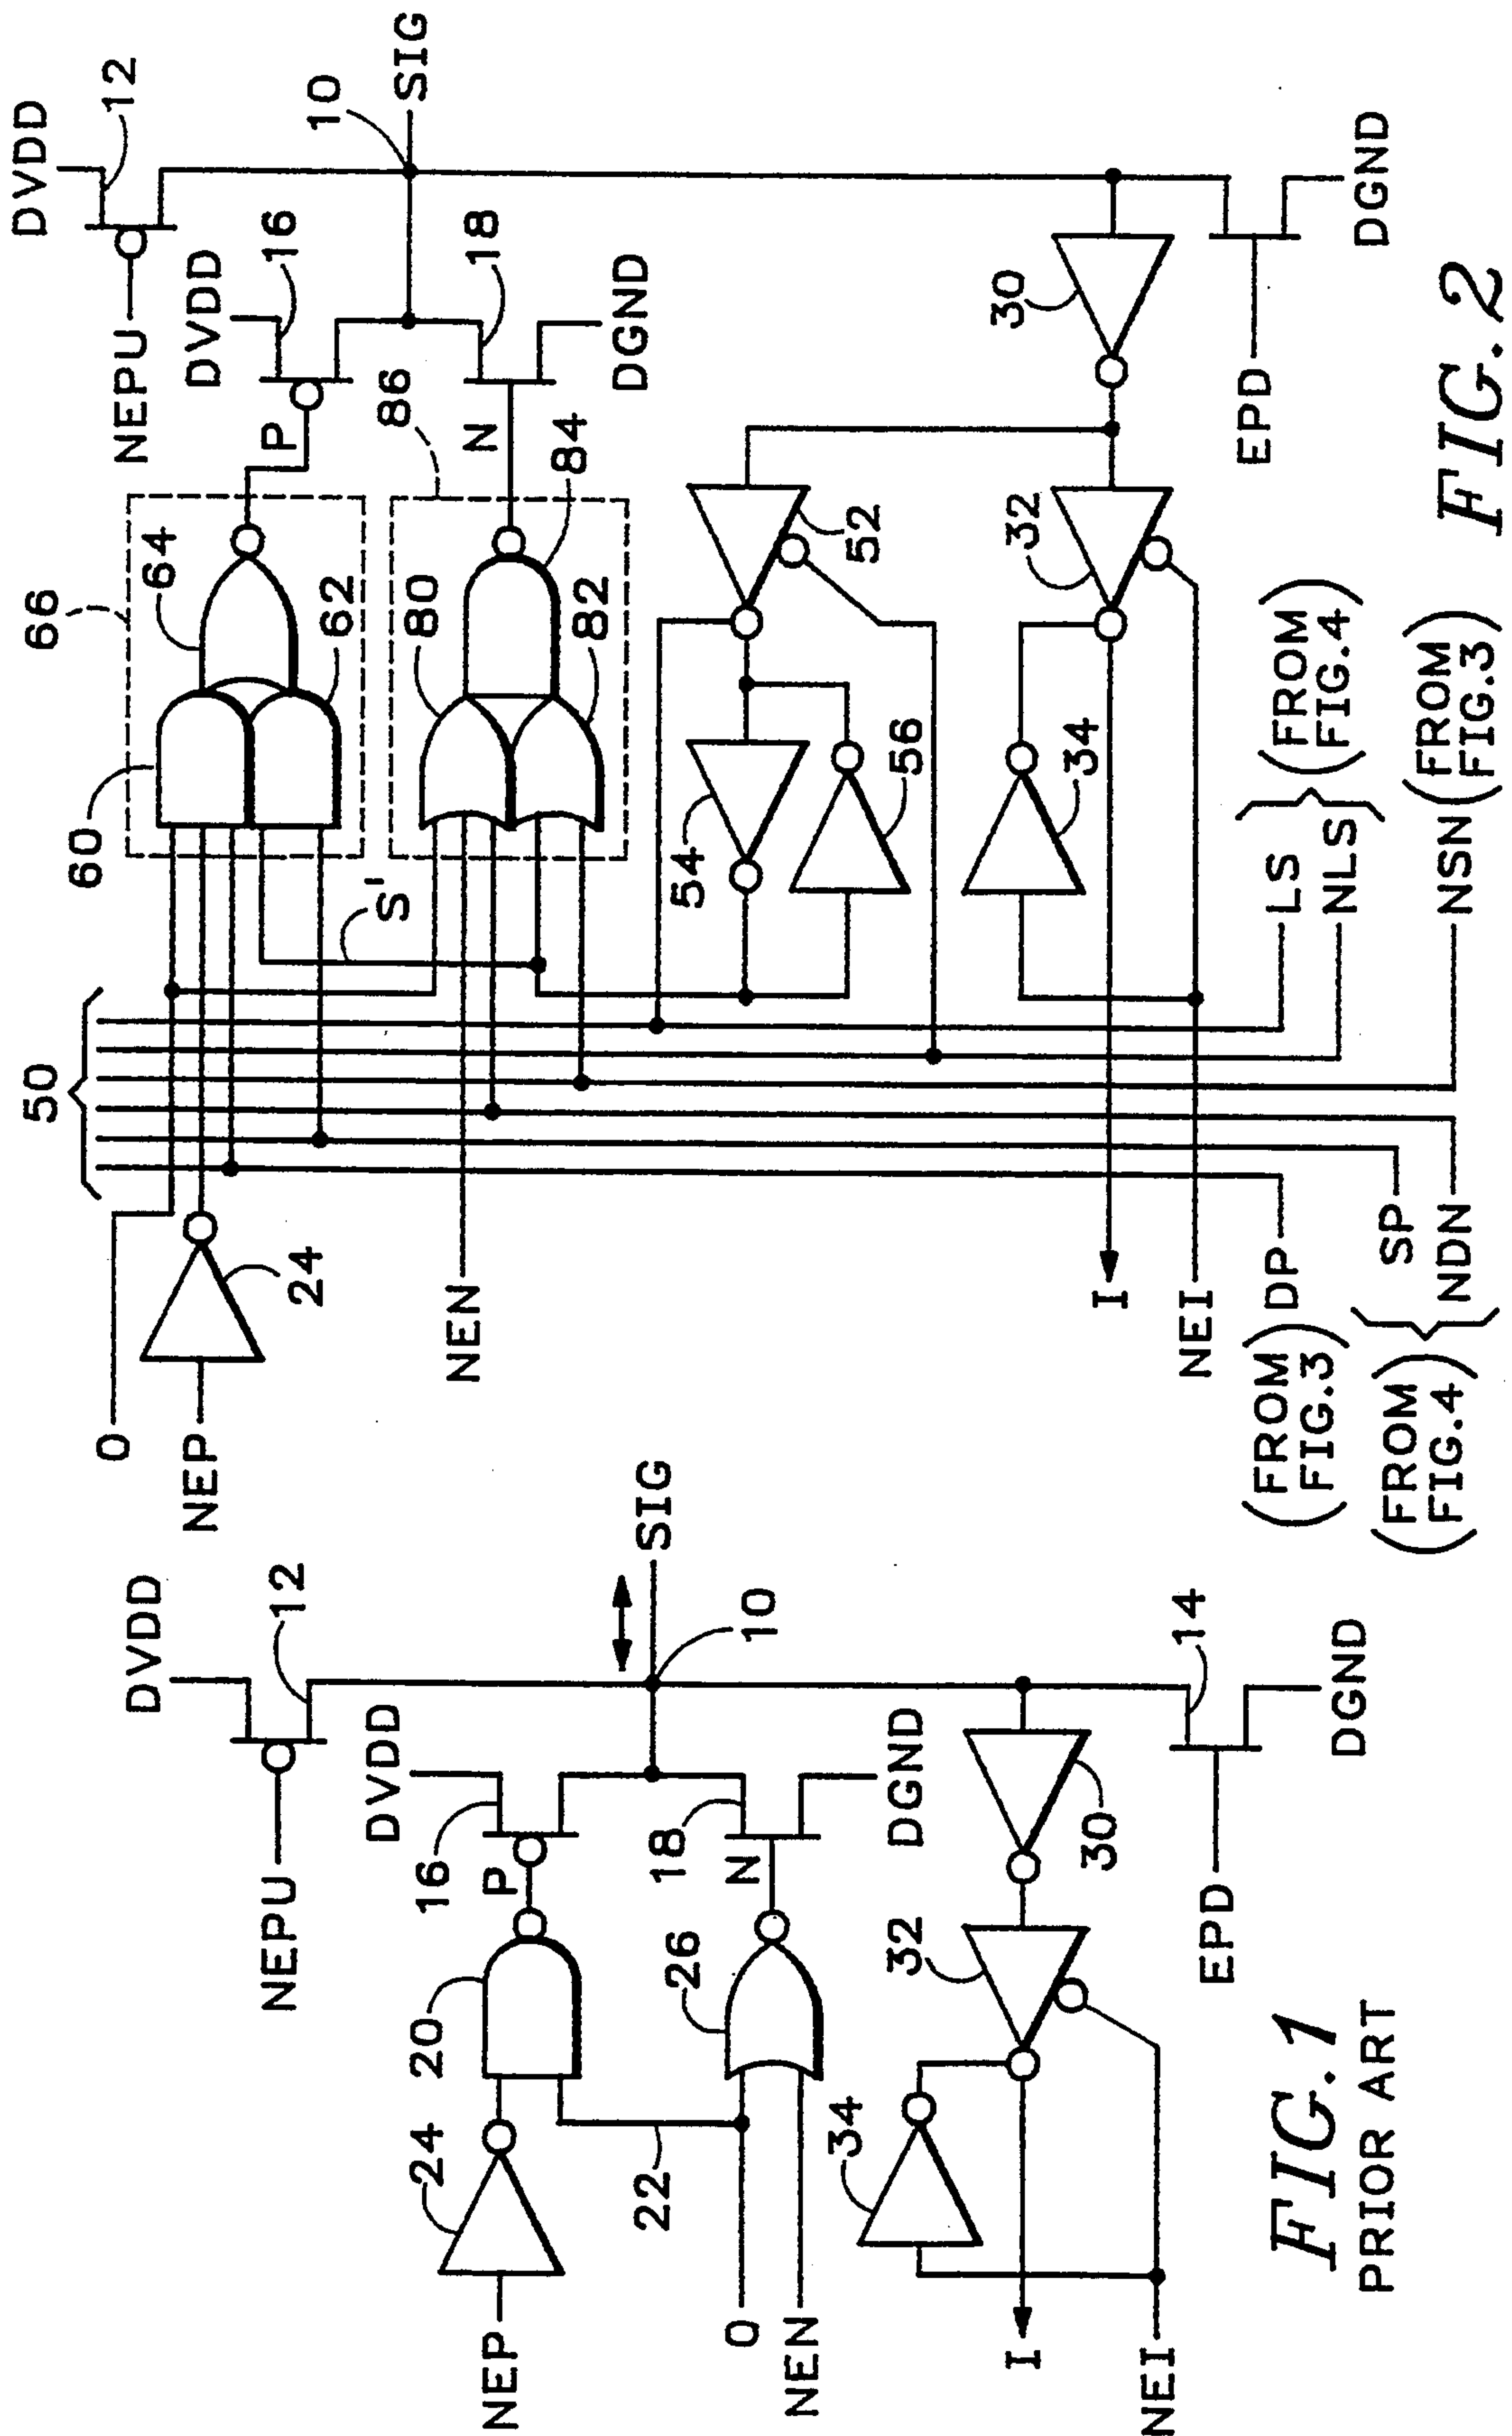 DVDD
12
NEPU
DVDD
16
P
20
24
NEP
SIG
10
22
18
N
26
DGND
O
NEN
30
32
34
14
EPD
DGND
I
NEI
FIG.1
PRIOR ART
DVDD
12
NEPU
DVDD
16
10
SIG
P
66
64
60
62
18
86
N
DGND
80
84
82
50
S'
O
NEP
24
NEN
52
54
56
30
32
34
EPD
DGND
I
NEI
LS
NLS
(FROM FIG.4)
NSN (FROM FIG.3)
(FROM FIG.3) DP
SP
NDN
(FROM FIG.4)
FIG.2